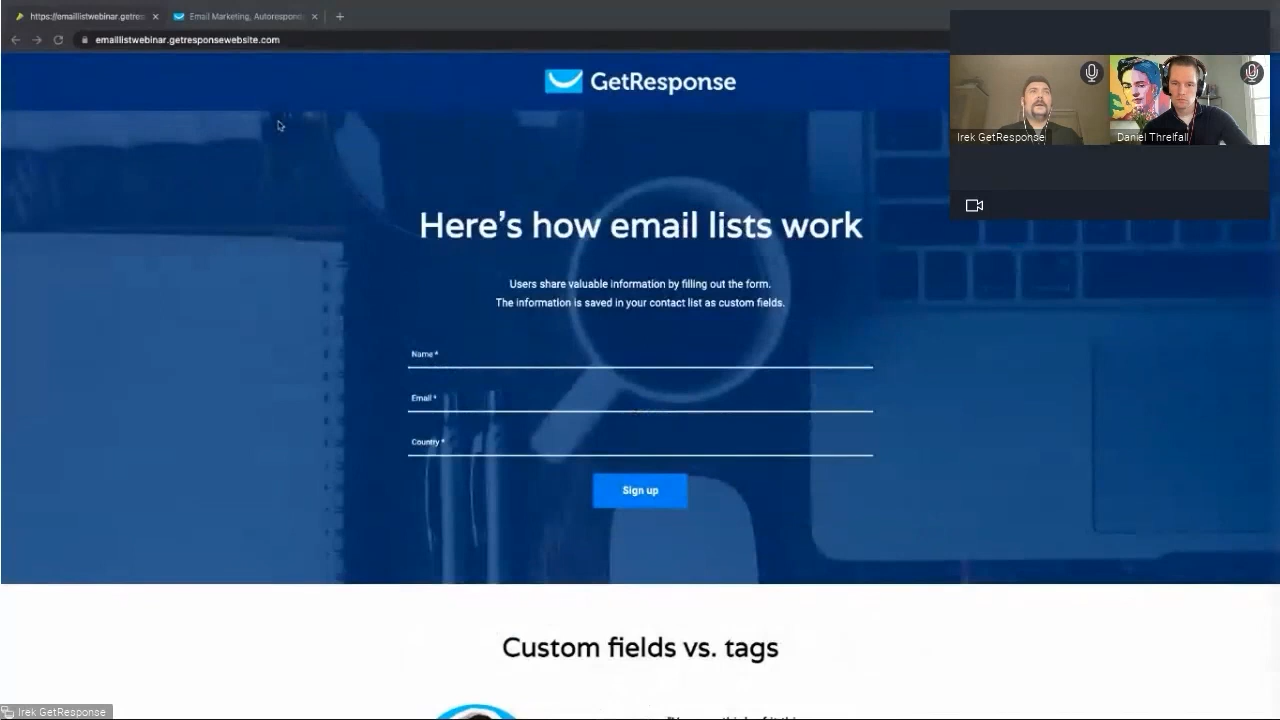 https://emaillistwebinar.getres
Email Marketing, Autorespond
emaillistwebinar.getresponsewebsite.com
GetResponse
Irek GetResponse
Daniel Threlfall
Here's how email lists work
Users share valuable information by filling out the form.
The information is saved in your contact list as custom fields.
Name *
Email *
Country *
Sign up
Custom fields vs. tags
Irek GetResponse